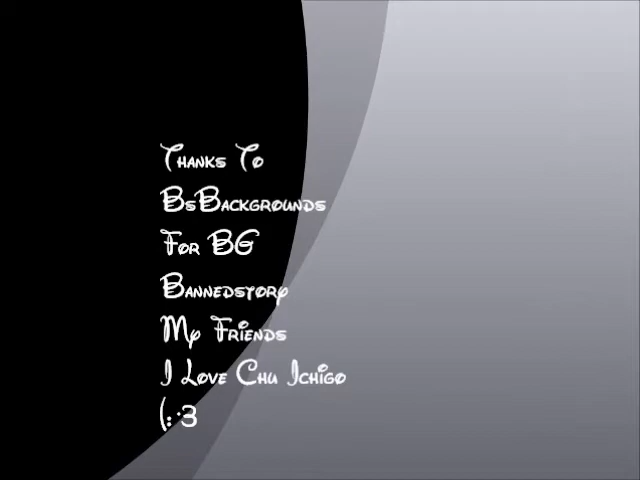 Thanks To
BsBackgrounds
For BG
Bannedstory
My Friends
I Love Chu Ichigo
(: 3